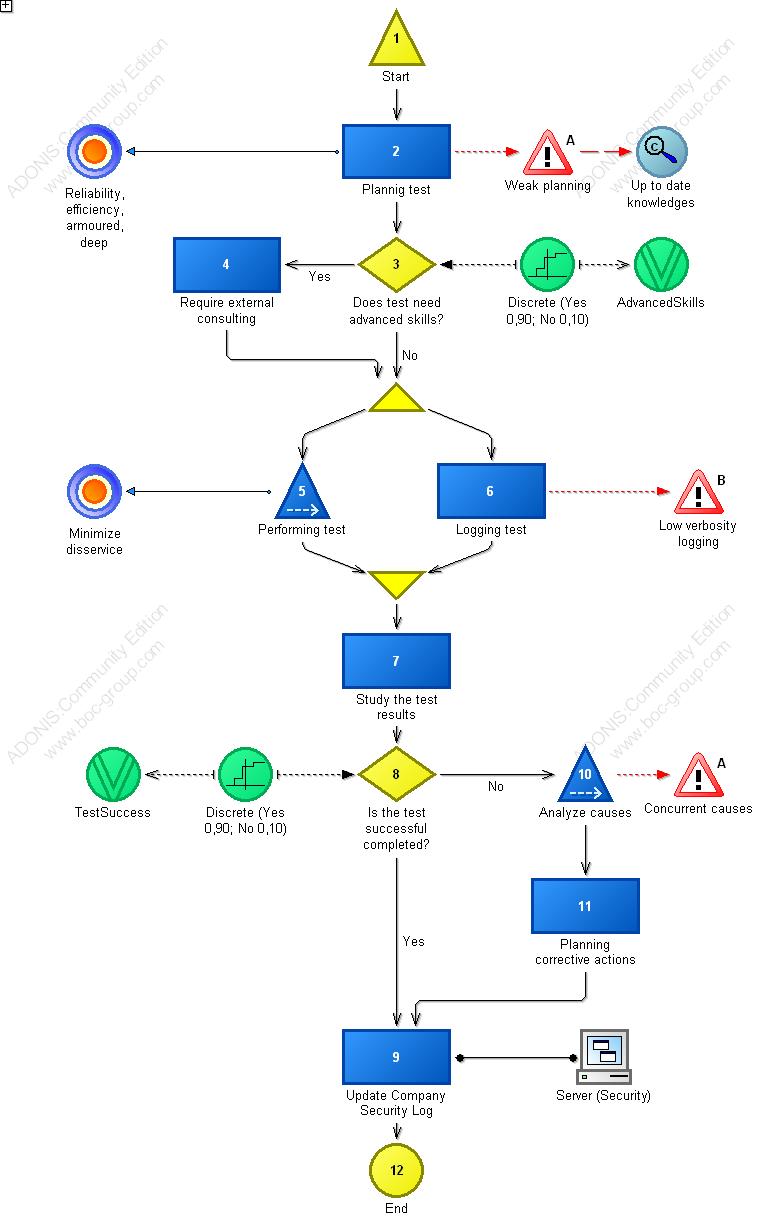 1
Start
ADONIS:Community Edition
www.boc-group.com
ADONIS:Community Edition
www.boc-group.com
2
Plannig test
Reliability,
efficiency,
armoured,
deep
A
Weak planning
C
Up to date
knowledges
4
Require external
consulting
Yes
3
Does test need
advanced skills?
Discrete (Yes
0,90; No 0,10)
AdvancedSkills
No
Minimize
disservice
5
Performing test
6
Logging test
B
Low verbosity
logging
ADONIS:Community Edition
www.boc-group.com
ADONIS:Community Edition
www.boc-group.com
7
Study the test
results
TestSuccess
Discrete (Yes
0,90; No 0,10)
8
Is the test
successful
completed?
No
10
Analyze causes
A
Concurrent causes
11
Planning
corrective actions
Yes
9
Update Company
Security Log
Server (Security)
12
End